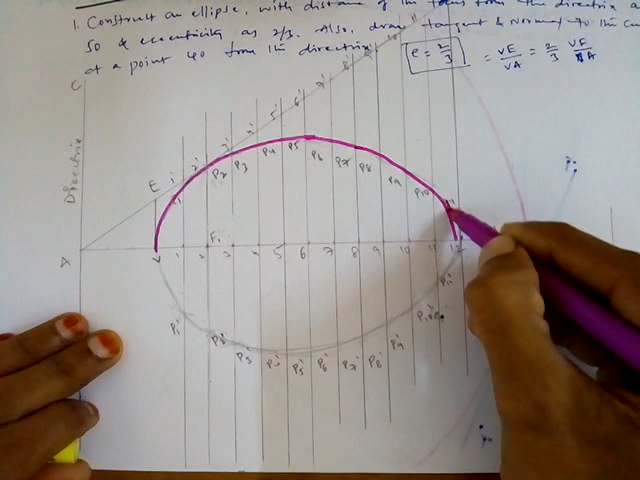 1. Construct an ellipse, with distance of the focus from the directrix as
50 & eccentricity as 2/3. Also, draw tangent & Normal to the
at a point 40 from the directrix.
e = 2/3
= VE/VA = 2/3
C
Directrix
E
1' 2' 3' 4' 5' 6' 7' 8' 9' 10' 11'
P1 P2 P3 P4 P5 P6 P7 P8 P9 P10
F1
V 1 2 3 4 5 6 7 8 9 10 11 12
P1' P2' P3' P4' P5' P6' P7' P8' P9' P10' P11'